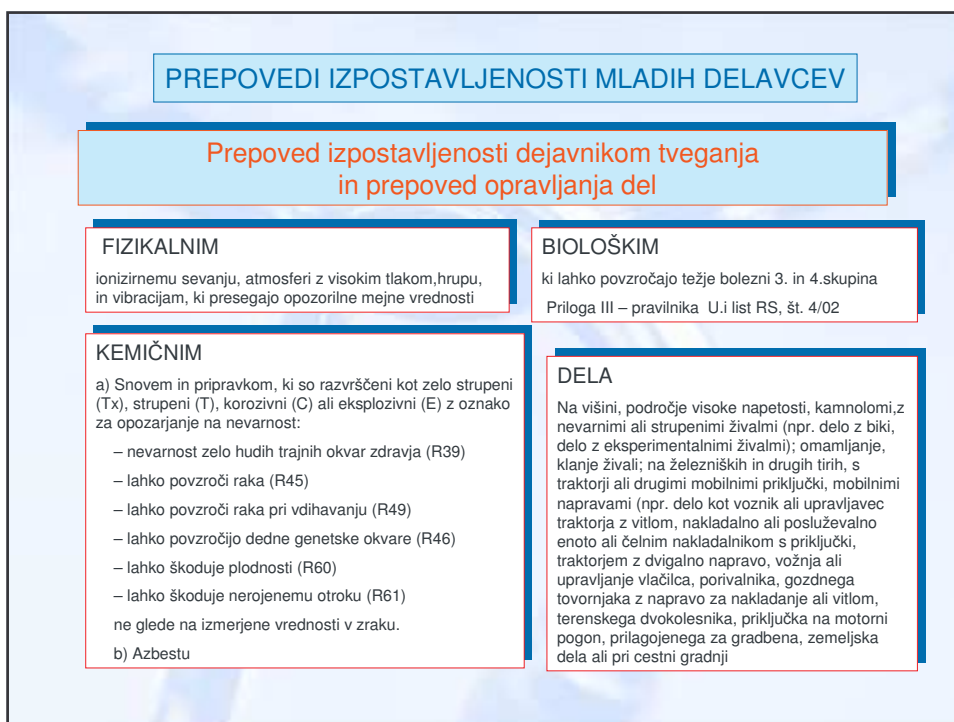 PREPOVEDI IZPOSTAVLJENOSTI MLADIH DELAVCEV
Prepoved izpostavljenosti dejavnikom tveganja
in prepoved opravljanja del
FIZIKALNIM
ionizirnemu sevanju, atmosferi z visokim tlakom,hrupu,
in vibracijam, ki presegajo opozorilne mejne vrednosti
BIOLOŠKIM
ki lahko povzročajo težje bolezni 3. in 4.skupina
Priloga III – pravilnika U.i list RS, št. 4/02
KEMIČNIM
a) Snovem in pripravkom, ki so razvrščeni kot zelo strupeni
(Tx), strupeni (T), korozivni (C) ali eksplozivni (E) z oznako
za opozarjanje na nevarnost:
– nevarnost zelo hudih trajnih okvar zdravja (R39)
– lahko povzroči raka (R45)
– lahko povzroči raka pri vdihavanju (R49)
– lahko povzročijo dedne genetske okvare (R46)
– lahko škoduje plodnosti (R60)
– lahko škoduje nerojenemu otroku (R61)
ne glede na izmerjene vrednosti v zraku.
b) Azbestu
DELA
Na višini, področje visoke napetosti, kamnolomi,z
nevarnimi ali strupenimi živalmi (npr. delo z biki,
delo z eksperimentalnimi živalmi); omamljanje,
klanje živali; na železniških in drugih tirih, s
traktorji ali drugimi mobilnimi priključki, mobilnimi
napravami (npr. delo kot voznik ali upravljavec
traktorja z vitlom, nakladalno ali posluževalno
enoto ali čelnim nakladalnikom s priključki,
traktorjem z dvigalno napravo, vožnja ali
upravljanje vlačilca, porivalnika, gozdnega
tovornjaka z napravo za nakladanje ali vitlom,
terenskega dvokolesnika, priključka na motorni
pogon, prilagojenega za gradbena, zemeljska
dela ali pri cestni gradnji